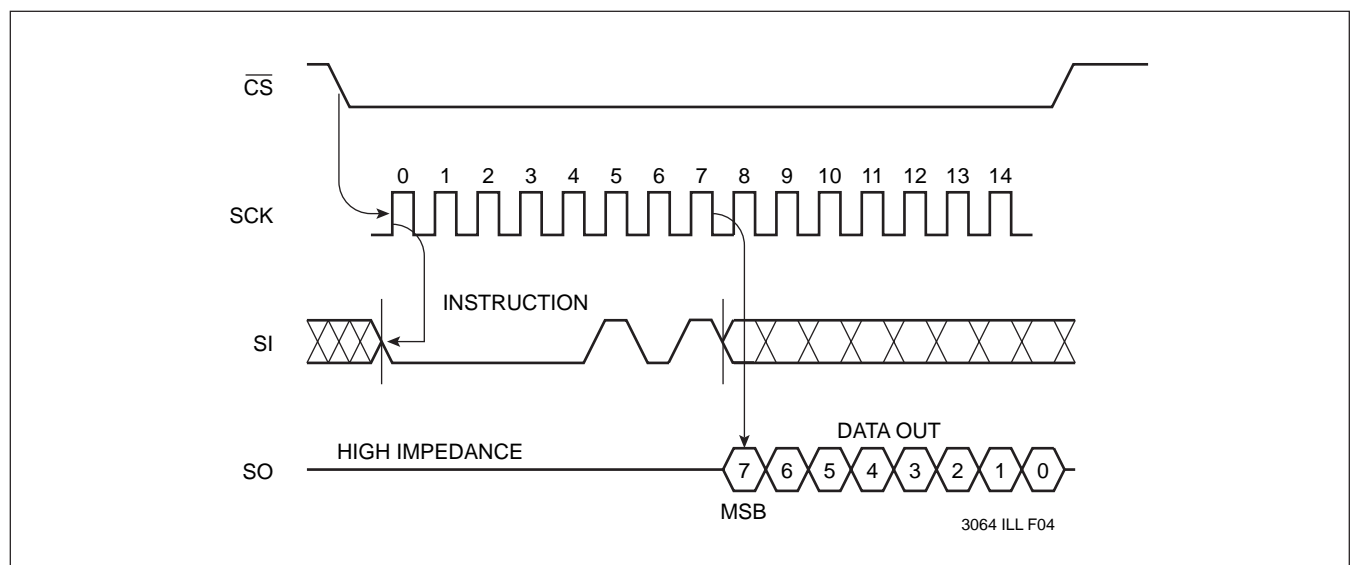 CS
0 1 2 3 4 5 6 7 8 9 10 11 12 13 14
SCK
INSTRUCTION
SI
DATA OUT
HIGH IMPEDANCE
SO
7 6 5 4 3 2 1 0
MSB
3064 ILL F04